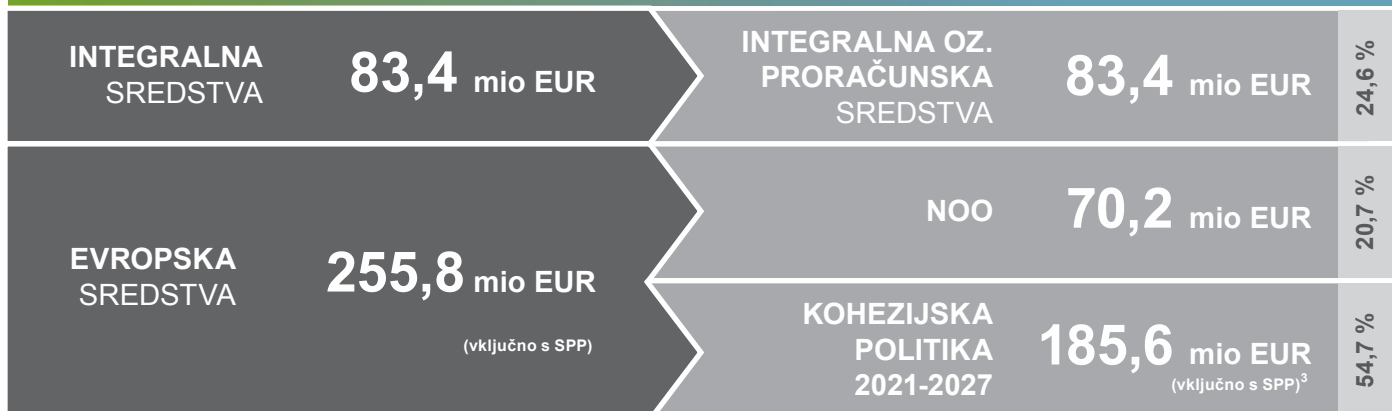 INTEGRALNA
SREDSTVA
83,4 mio EUR
INTEGRALNA OZ.
PRORAČUNSKA
SREDSTVA
83,4 mio EUR
24,6 %
EVROPSKA
SREDSTVA
255,8 mio EUR
(vključno s SPP)
NOO
70,2 mio EUR
20,7 %
KOHEZIJSKA
POLITIKA
2021-2027
185,6 mio EUR
(vključno s SPP)³
54,7 %